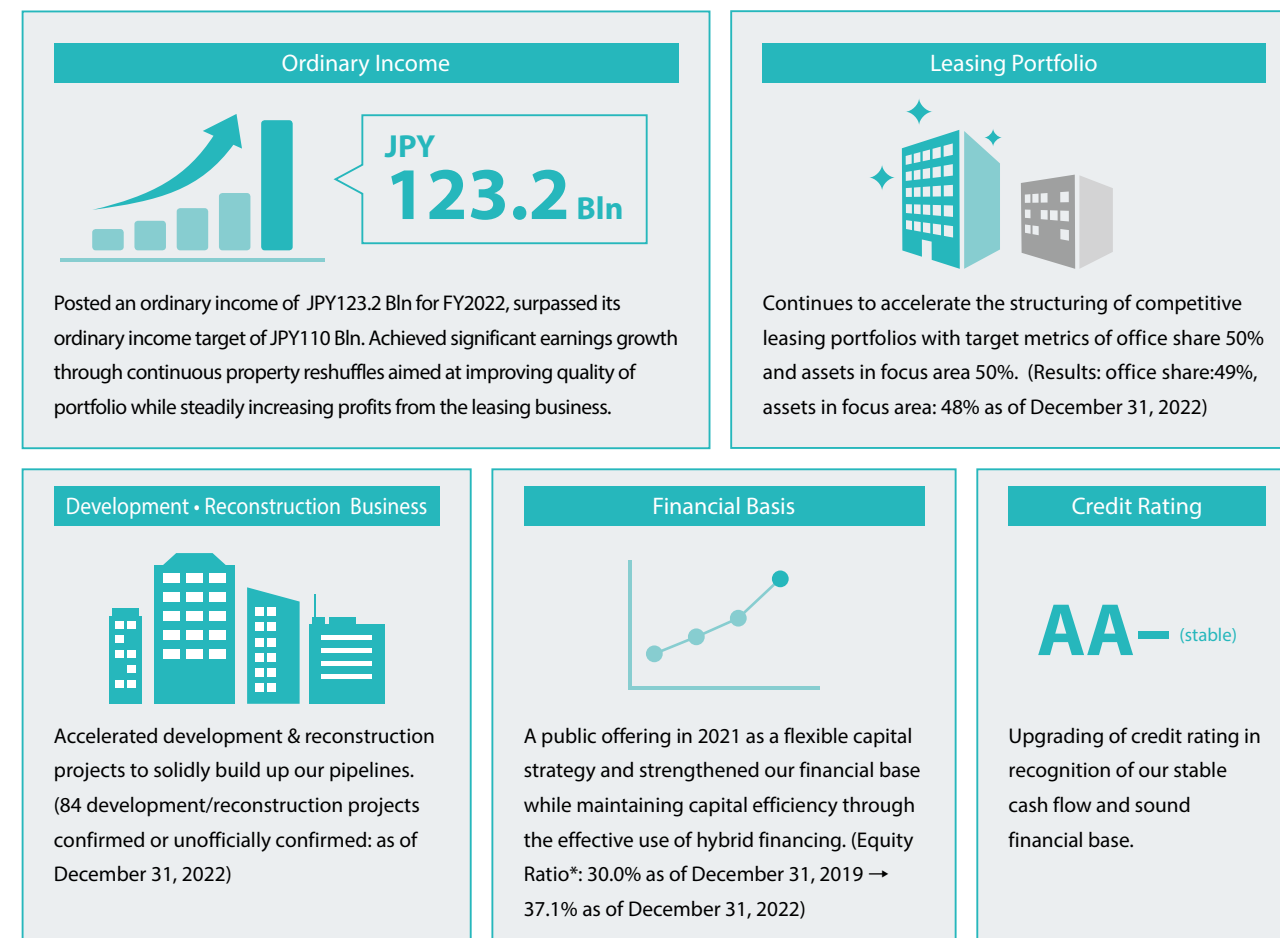 Ordinary Income
JPY
123.2 Bln
Posted an ordinary income of JPY123.2 Bln for FY2022, surpassed its
ordinary income target of JPY110 Bln. Achieved significant earnings growth
through continuous property reshuffles aimed at improving quality of
portfolio while steadily increasing profits from the leasing business.
Leasing Portfolio
Continues to accelerate the structuring of competitive
leasing portfolios with target metrics of office share 50%
and assets in focus area 50%. (Results: office share:49%,
assets in focus area: 48% as of December 31, 2022)
Development • Reconstruction Business
Accelerated development & reconstruction
projects to solidly build up our pipelines.
(84 development/reconstruction projects
confirmed or unofficially confirmed: as of
December 31, 2022)
Financial Basis
A public offering in 2021 as a flexible capital
strategy and strengthened our financial base
while maintaining capital efficiency through
the effective use of hybrid financing. (Equity
Ratio*: 30.0% as of December 31, 2019 →
37.1% as of December 31, 2022)
Credit Rating
AA– (stable)
Upgrading of credit rating in
recognition of our stable
cash flow and sound
financial base.